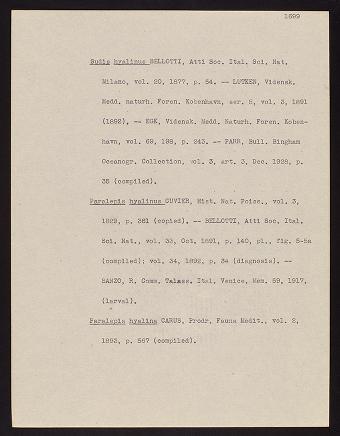 1699
Sudis hyalinus BELLOTTI, Atti Soc. Ital. Sci. Nat.
Milano, vol. 20, 1877, p. 54. -- LUTKEN, Vidensk.
Medd. naturh. Foren. Kobenhavn, ser. 5, vol. 3, 1891
(1892), -- EGE, Vidensk. Medd. Naturh. Foren. Koben-
havn, vol. 69, 198, p. 243. -- PARR, Bull. Bingham
Oceanogr. Collection, vol. 3, art. 3, Dec. 1928, p.
35 (compiled).
Paralepis hyalinus CUVIER, Hist. Nat. Poiss., vol. 3,
1829, p. 361 (copied). -- BELLOTTI, Atti Soc. Ital.
Sci. Nat., vol. 33, Oct. 1891, p. 140, pl., fig. 5-5a
(compiled); vol. 34, 1892, p. 34 (diagnosis). --
SANZO, R. Comm. Talass. Ital. Venice, Mem. 59, 1917,
(larval).
Paralepis hyalina CARUS, Prodr. Fauna Medit., vol. 2,
1893, p. 567 (compiled).